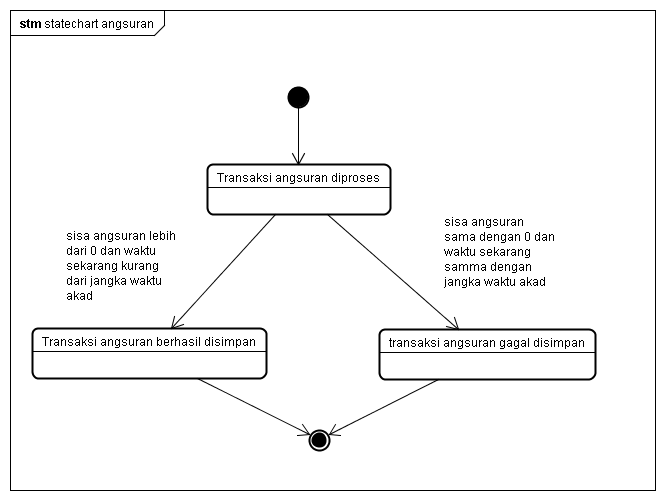 stm statechart angsuran
Transaksi angsuran diproses
sisa angsuran lebih
dari 0 dan waktu
sekarang kurang
dari jangka waktu
akad
sisa angsuran
sama dengan 0 dan
waktu sekarang
samma dengan
jangka waktu akad
Transaksi angsuran berhasil disimpan
transaksi angsuran gagal disimpan